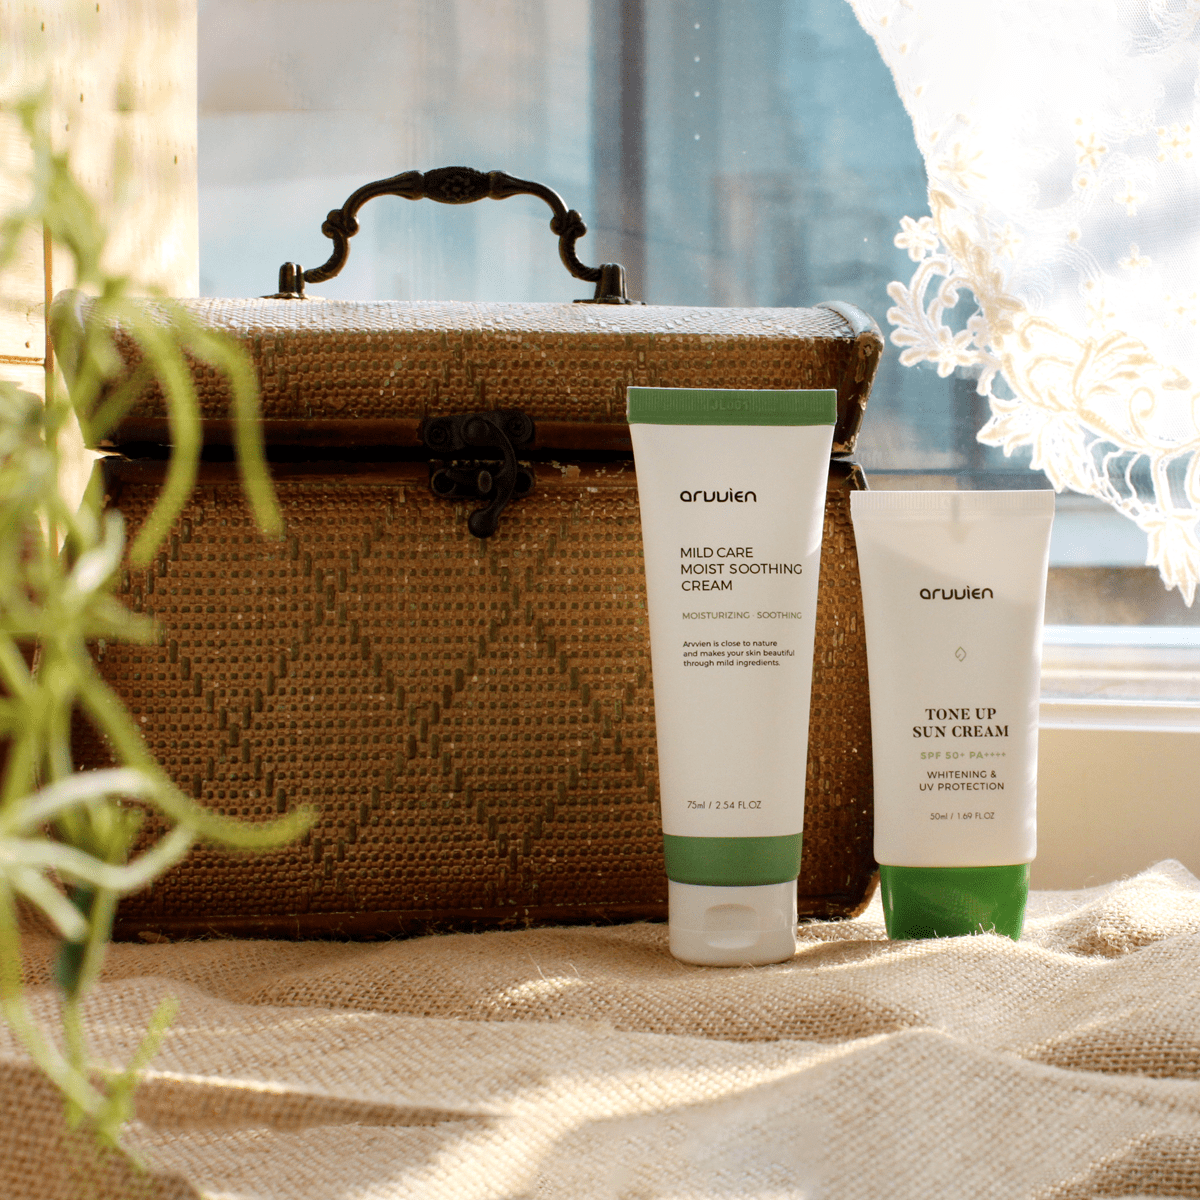 arvvien
MILD CARE
MOIST SOOTHING
CREAM
MOISTURIZING · SOOTHING
Arvvien is close to nature
and makes your skin beautiful
through mild ingredients.
75ml / 2.54 FL.OZ
arvvien
TONE UP
SUN CREAM
SPF 50+ PA++++
WHITENING &
UV PROTECTION
50ml / 1.69 FL.OZ